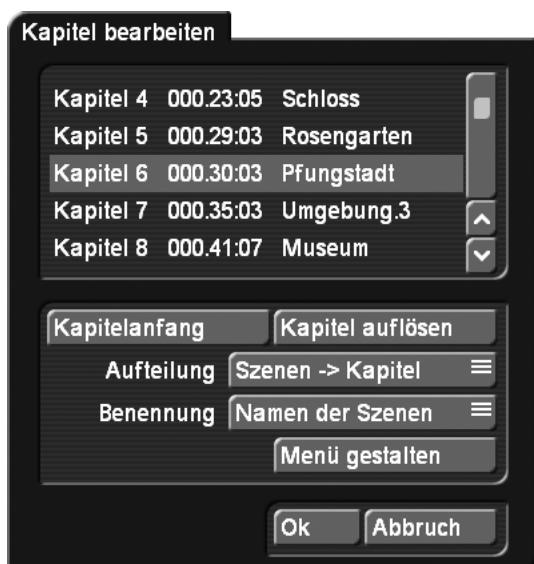 Kapitel bearbeiten
Kapitel 4 000.23:05 Schloss
Kapitel 5 000.29:03 Rosengarten
Kapitel 6 000.30:03 Pfungstadt
Kapitel 7 000.35:03 Umgebung.3
Kapitel 8 000.41:07 Museum
Kapitelanfang Kapitel auflösen
Aufteilung Szenen -> Kapitel
Benennung Namen der Szenen
Menü gestalten
Ok Abbruch